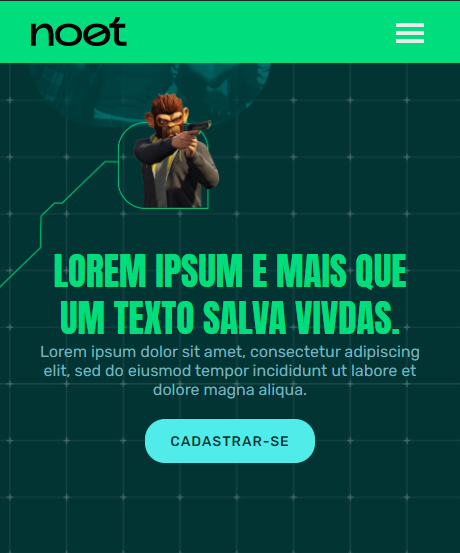 noøt
LOREM IPSUM E MAIS QUE
UM TEXTO SALVA VIVDAS.
Lorem ipsum dolor sit amet, consectetur adipiscing
elit, sed do eiusmod tempor incididunt ut labore et
dolore magna aliqua.
CADASTRAR-SE